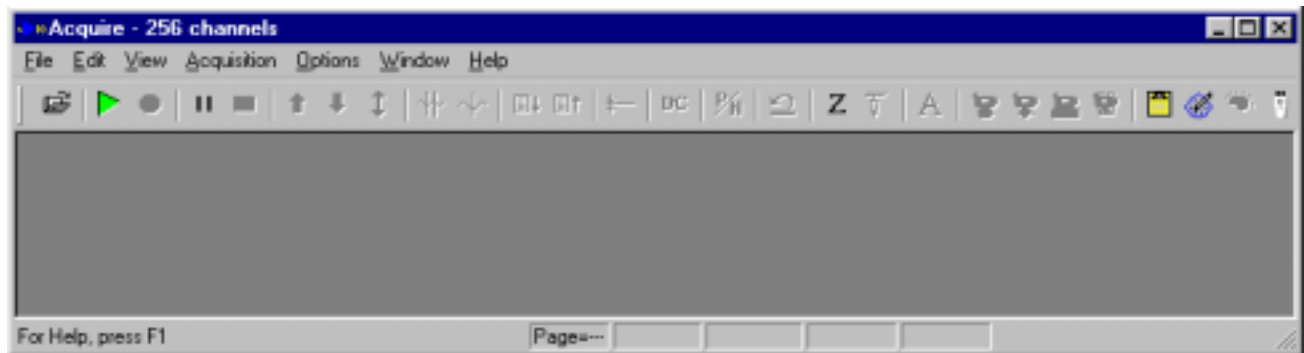 Acquire - 256 channels
File Edit View Acquisition Options Window Help
DC P/N Z A
For Help, press F1 Page=---